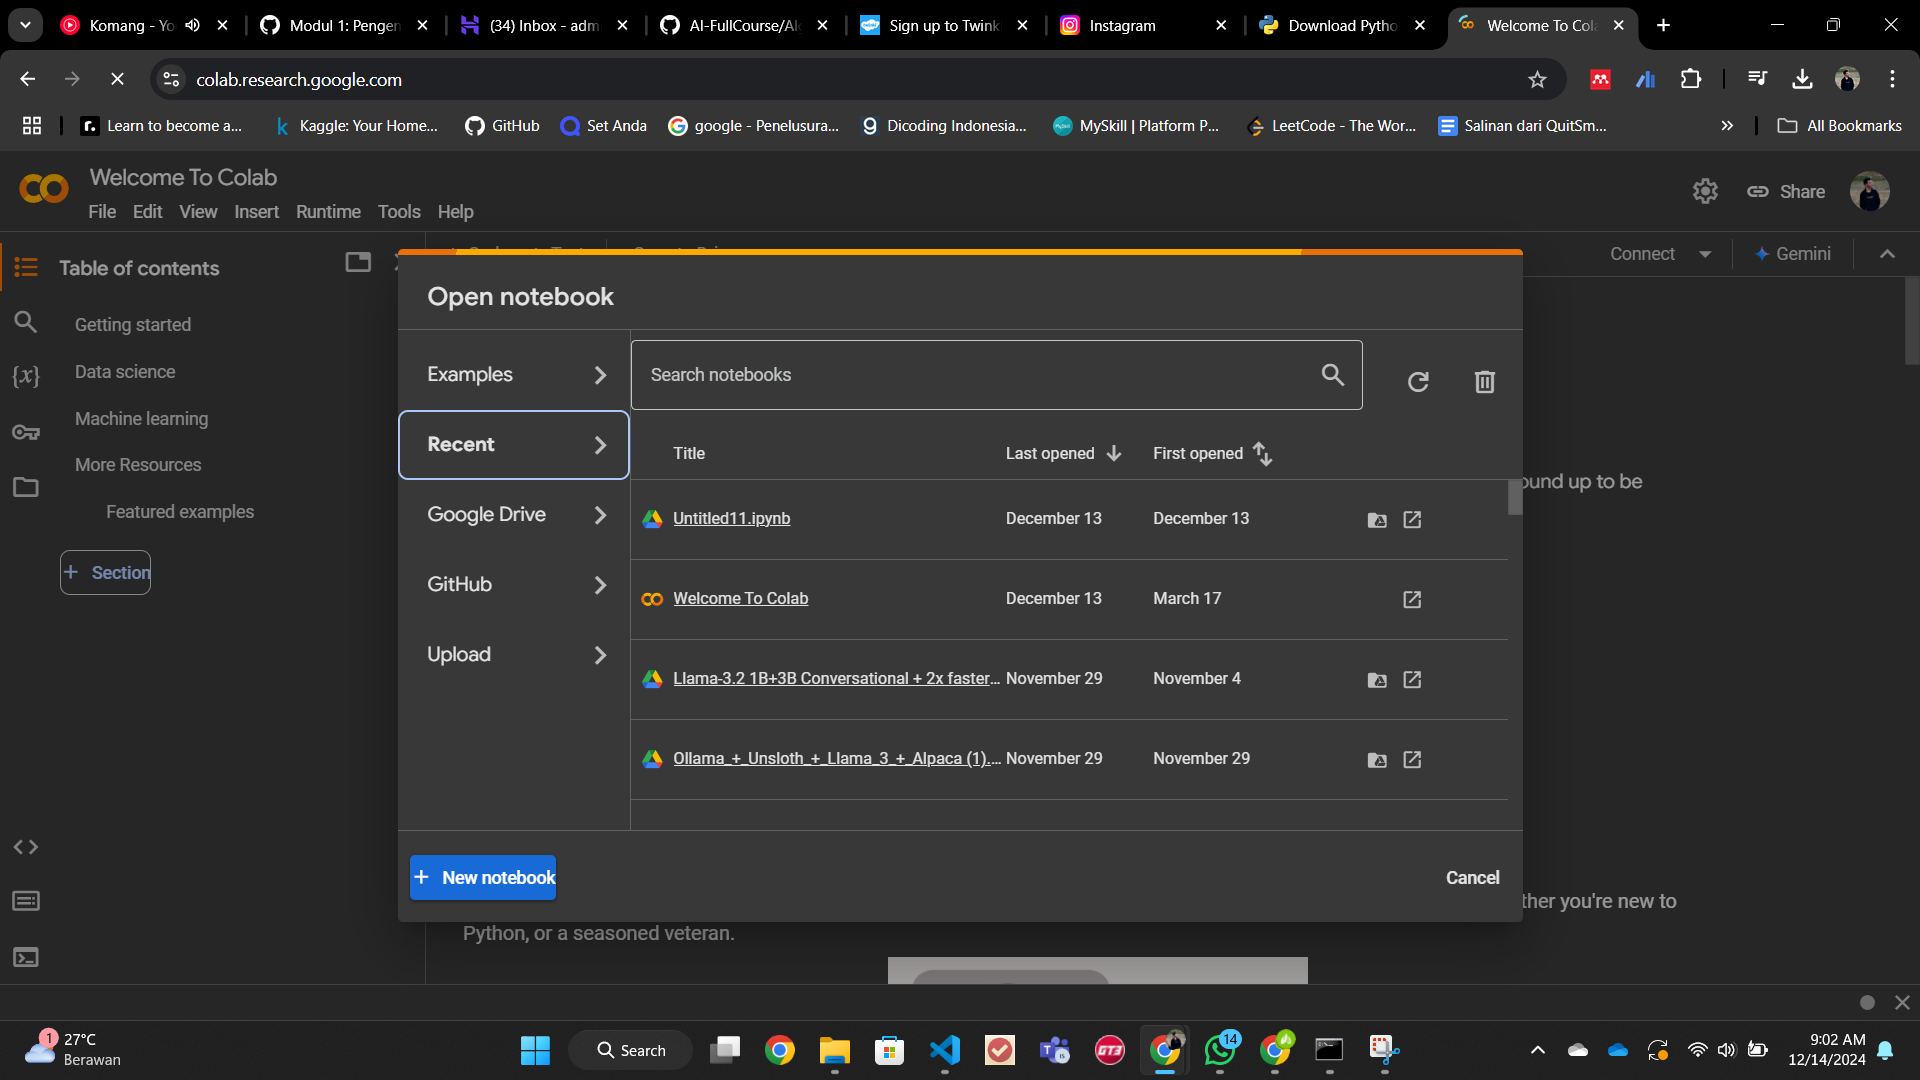 Komang - Yo
Modul 1: Pengen
(34) Inbox - adm
AI-FullCourse/Alg
Sign up to Twink
Instagram
Download Pytho
Welcome To Cola
colab.research.google.com
Learn to become a...
Kaggle: Your Home...
GitHub
Set Anda
google - Penelusura...
Dicoding Indonesia...
MySkill | Platform P...
LeetCode - The Wor...
Salinan dari QuitSm...
All Bookmarks
Welcome To Colab
File Edit View Insert Runtime Tools Help
Share
Table of contents
Connect
Gemini
Getting started
Data science
Machine learning
More Resources
Featured examples
+ Section
Open notebook
Examples
Recent
Google Drive
GitHub
Upload
Search notebooks
Title Last opened First opened
Untitled11.ipynb December 13 December 13
Welcome To Colab December 13 March 17
Llama-3.2 1B+3B Conversational + 2x faster... November 29 November 4
Ollama_+_Unsloth_+_Llama_3_+_Alpaca (1)... November 29 November 29
+ New notebook
Cancel
ound up to be
ther you're new to
Python, or a seasoned veteran.
1
27°C
Berawan
Search
GT3
14
9:02 AM
12/14/2024